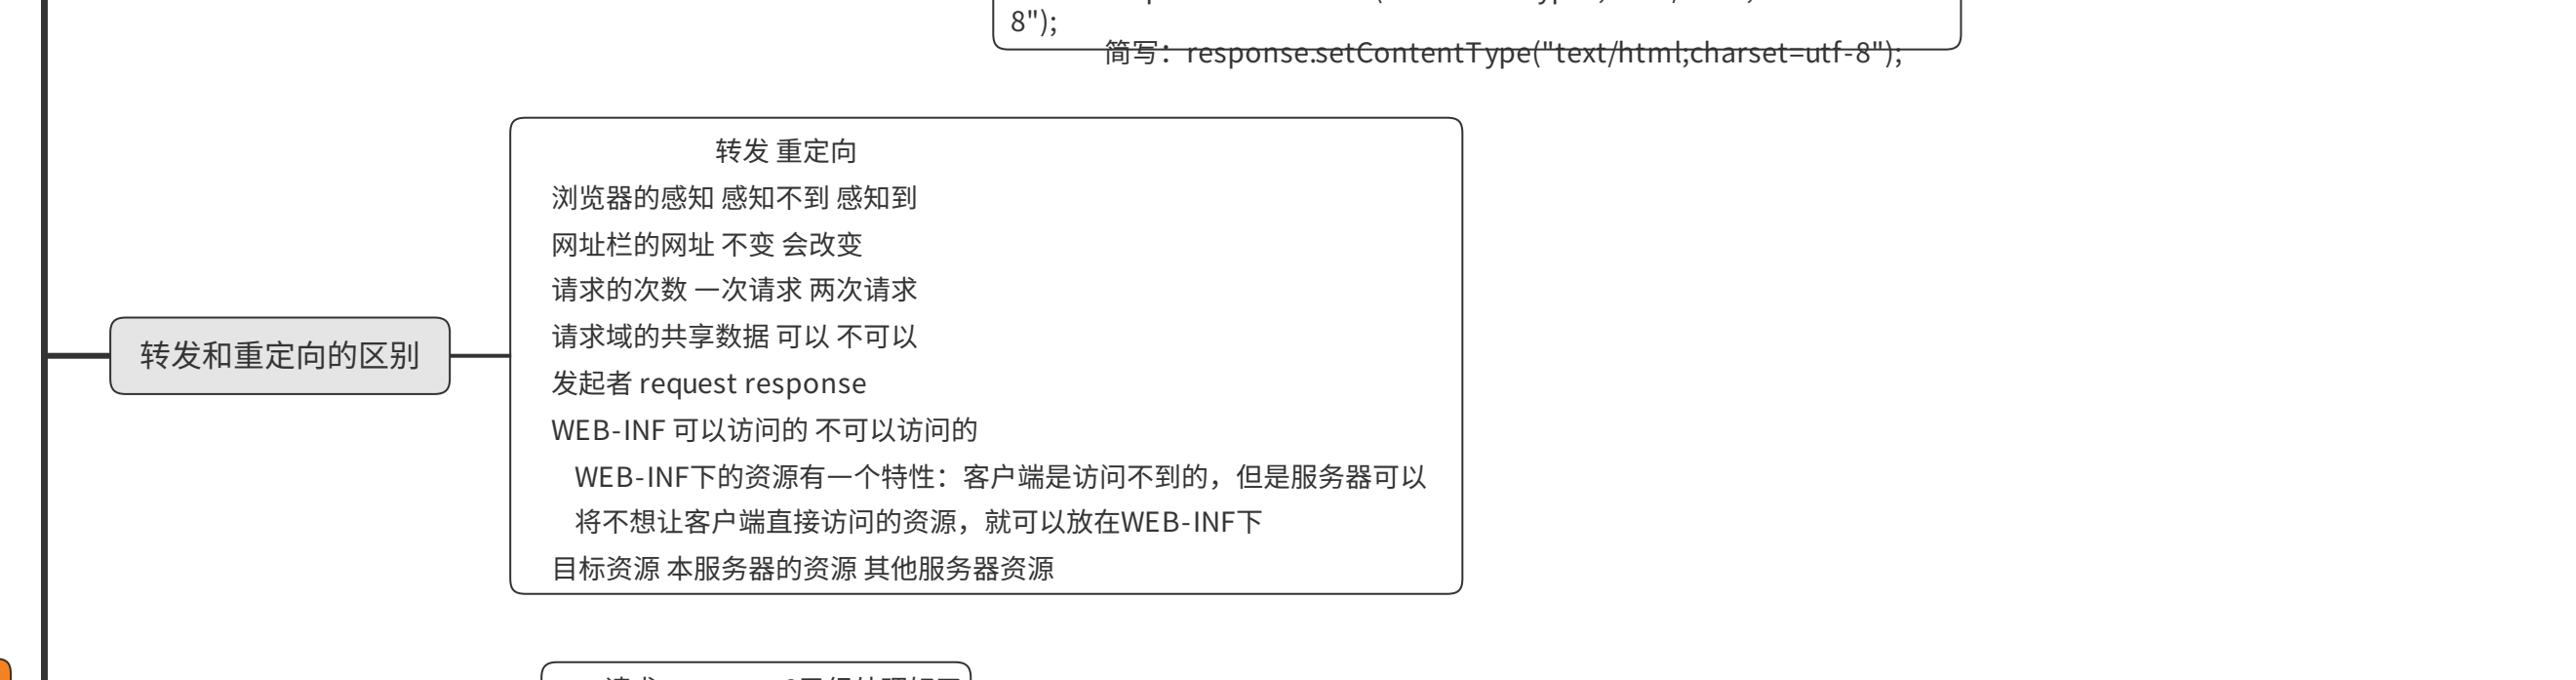 8");
简写：response.setContentType("text/html;charset=utf-8");
转发 重定向
浏览器的感知 感知不到 感知到
网址栏的网址 不变 会改变
请求的次数 一次请求 两次请求
请求域的共享数据 可以 不可以
转发和重定向的区别
发起者 request response
WEB-INF 可以访问的 不可以访问的
WEB-INF下的资源有一个特性：客户端是访问不到的，但是服务器可以
将不想让客户端直接访问的资源，就可以放在WEB-INF下
目标资源 本服务器的资源 其他服务器资源